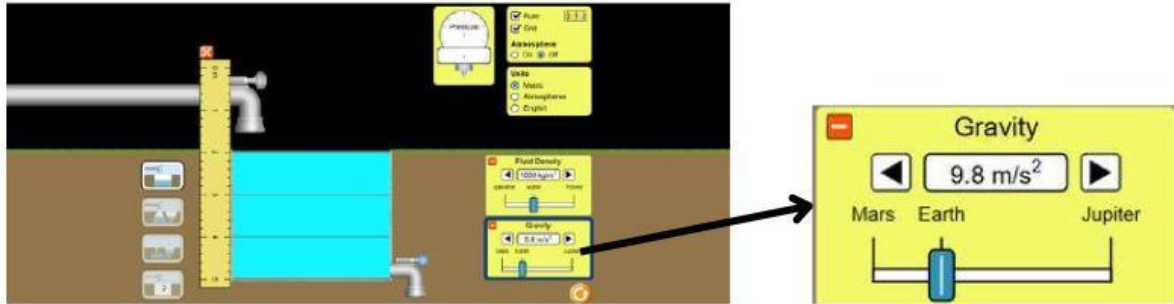 Pressure
Ruler
Grid
Atmosphere
On Off
Units
Metric
Atmospheres
English
Fluid Density
1000 kg/m³
gasoline water honey
Gravity
9.8 m/s²
Mars Earth Jupiter
Gravity
9.8 m/s²
Mars Earth Jupiter